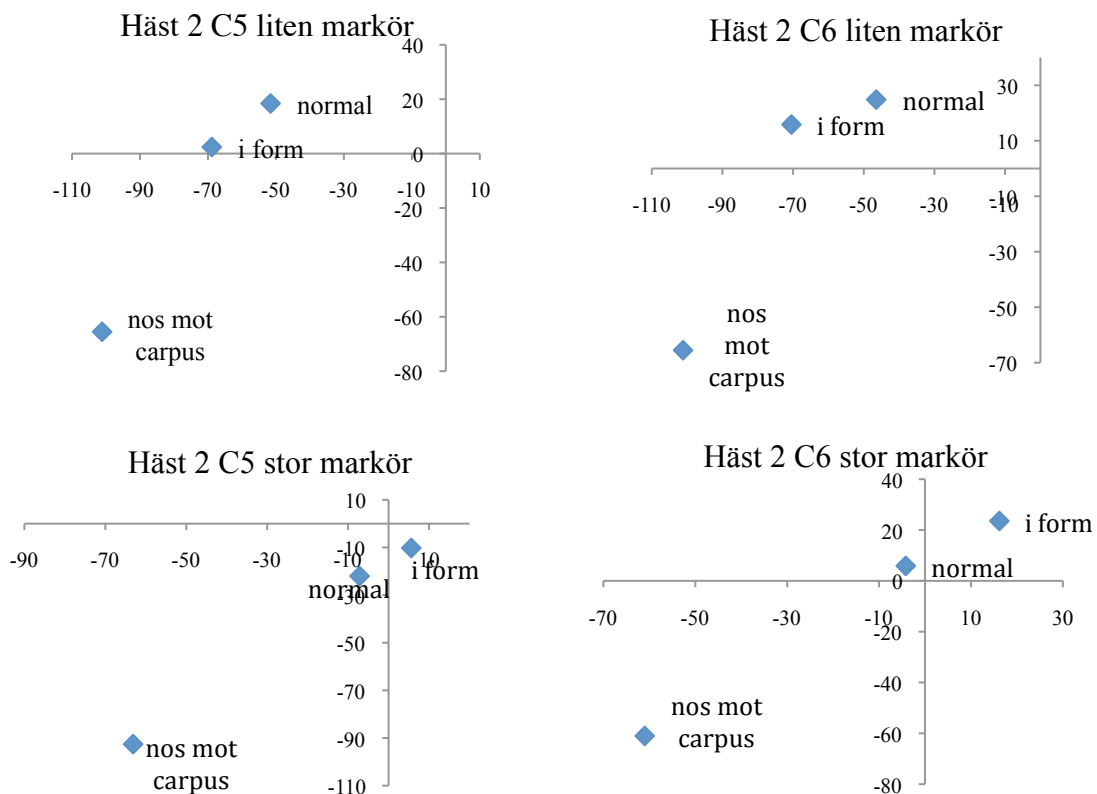 Häst 2 C5 liten markör
40
20
0
-20
-40
-60
-80
-110 -90 -70 -50 -30 -10 10
normal
i form
nos mot
carpus
Häst 2 C6 liten markör
30
10
-10
-30
-50
-70
-110 -90 -70 -50 -30 -10
normal
i form
nos
mot
carpus
Häst 2 C5 stor markör
10
-10
-30
-50
-70
-90
-110
-90 -70 -50 -30 -10 10
i form
normal
nos mot
carpus
Häst 2 C6 stor markör
40
20
0
-20
-40
-60
-80
-70 -50 -30 -10 10 30
i form
normal
nos mot
carpus